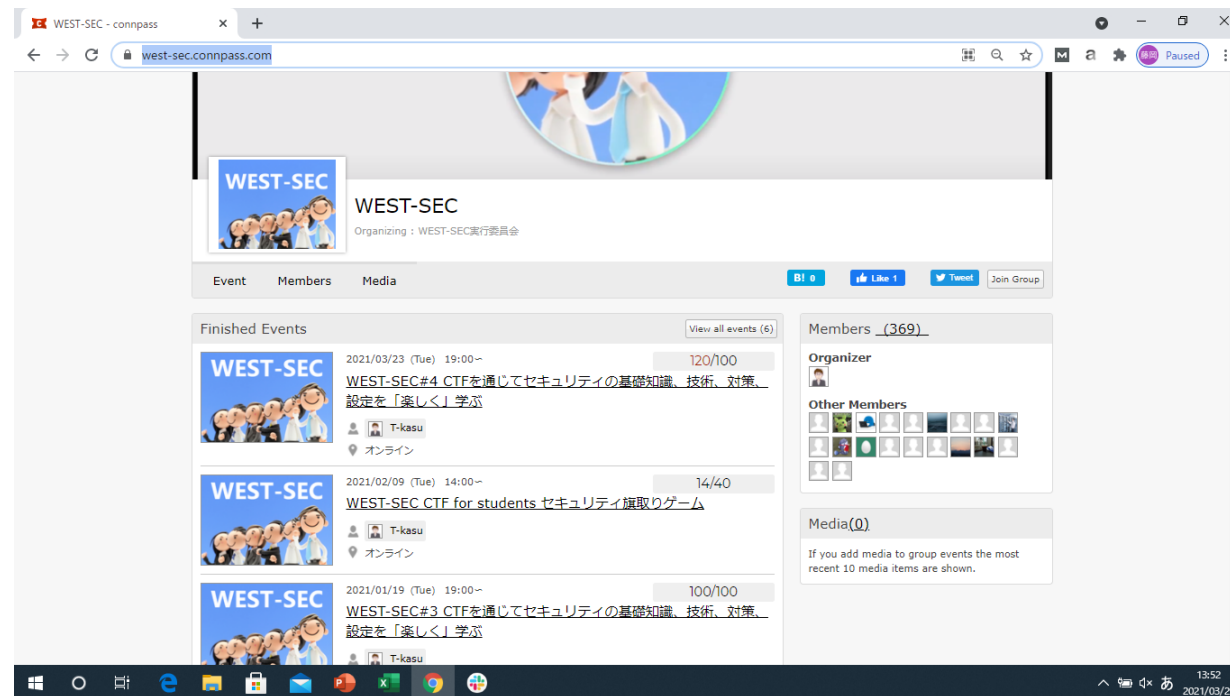 WEST-SEC - connpass
west-sec.connpass.com
Paused
WEST-SEC
WEST-SEC
Organizing : WEST-SEC実行委員会
Event Members Media
B! 0 Like 1 Tweet Join Group
Finished Events View all events (6)
WEST-SEC
2021/03/23 (Tue) 19:00~ 120/100
WEST-SEC#4 CTFを通じてセキュリティの基礎知識、技術、対策、
設定を「楽しく」学ぶ
T-kasu
オンライン
WEST-SEC
2021/02/09 (Tue) 14:00~ 14/40
WEST-SEC CTF for students セキュリティ旗取りゲーム
T-kasu
オンライン
WEST-SEC
2021/01/19 (Tue) 19:00~ 100/100
WEST-SEC#3 CTFを通じてセキュリティの基礎知識、技術、対策、
設定を「楽しく」学ぶ
T-kasu
Members (369)
Organizer
Other Members
Media(0)
If you add media to group events the most
recent 10 media items are shown.
あ 13:52